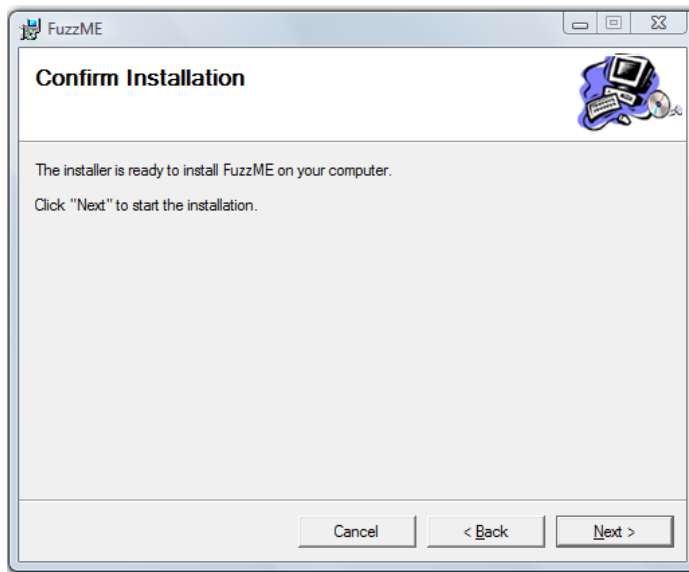 FuzzME
Confirm Installation
The installer is ready to install FuzzME on your computer.
Click "Next" to start the installation.
Cancel
< Back
Next >